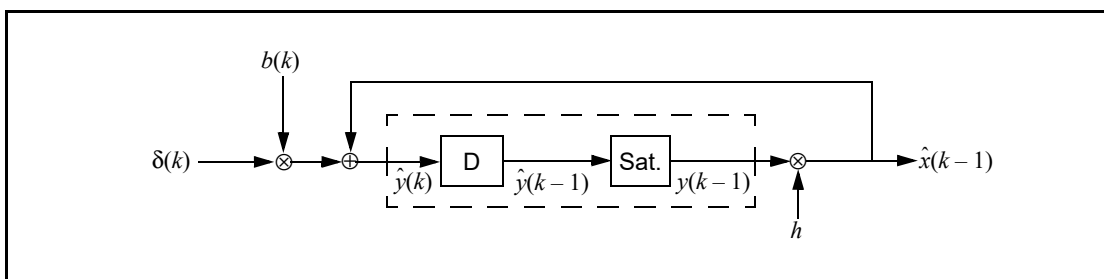 b(k)
δ(k)
ŷ(k)
D
ŷ(k – 1)
Sat.
y(k – 1)
x̂(k – 1)
h